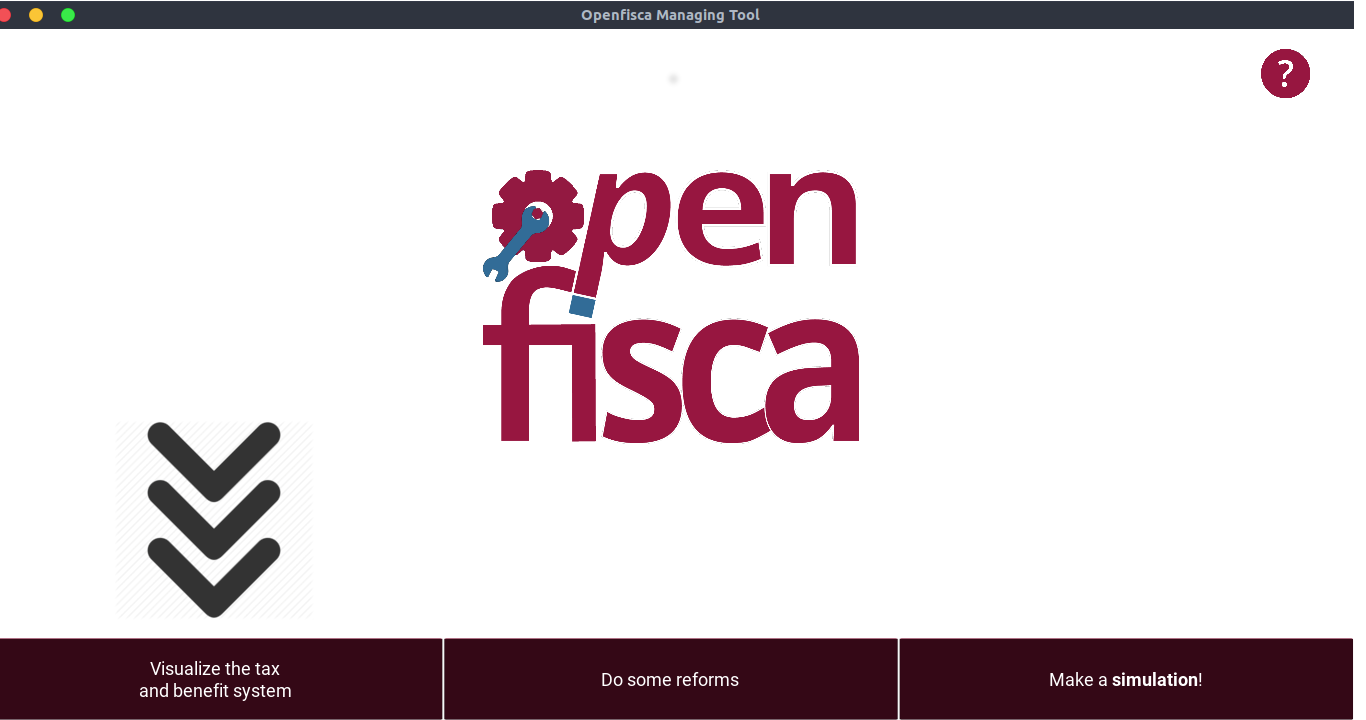 Openfisca Managing Tool
?
open
fisca
Visualize the tax
and benefit system
Do some reforms
Make a simulation!